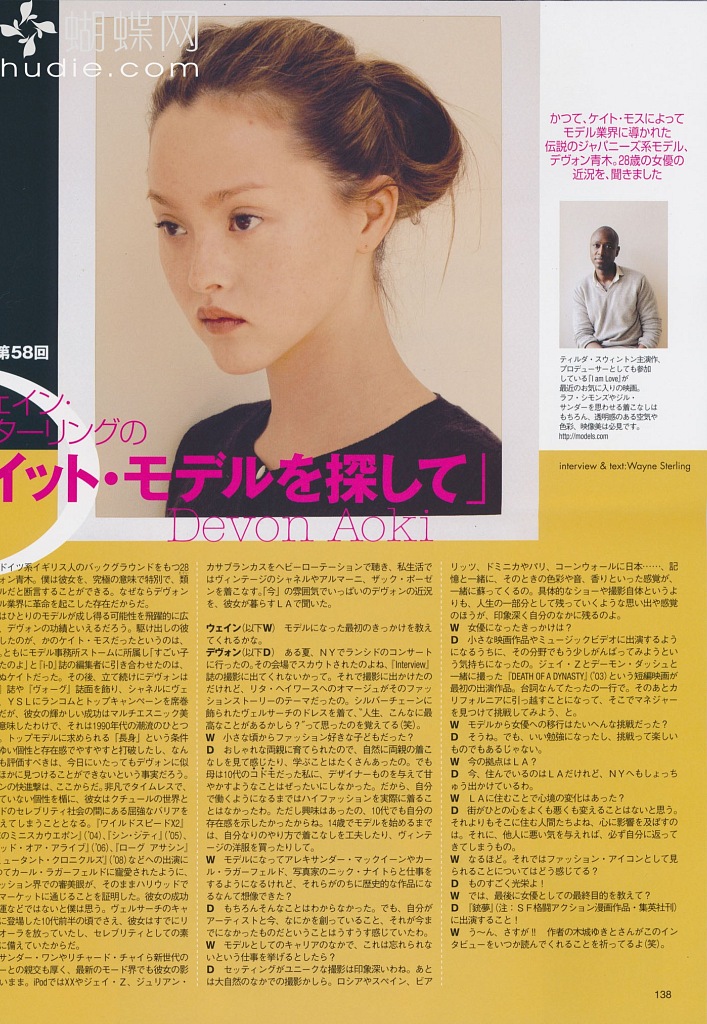 蝴蝶网
hudie.com
かつて、ケイト・モスによって
モデル業界に導かれた
伝説のジャパニーズ系モデル、
デヴォン青木。28歳の女優の
近況を、聞きました
ティルダ・スウィントン主演作、
プロデューサーとしても参加
している『I am Love』が
最近のお気に入りの映画。
ラフ・シモンズやジル・
サンダーを思わせる着こなしは
もちろん、透明感のある空気や
色彩、映像美は必見です。
http://models.com
interview & text:Wayne Sterling
第58回
ェイン・
ターリングの
イット・モデルを探して」
Devon Aoki
ドイツ系イギリス人のバックグラウンドをもつ28
ォン青木。僕は彼女を、究極の意味で特別で、類
ルだと断言することができる。なぜならデヴォン
ル業界に革命を起こした存在だからだ。
はひとりのモデルが成し得る可能性を飛躍的に広
、デヴォンの功績といえるだろう。駆け出しの彼
したのが、かのケイト・モスだったというのは、
。ともにモデル事務所ストームに所属し「すごい子
たのよ」と『i-D』誌の編集者に引き合わせたのは、
ぬケイトだった。その後、立て続けにデヴォンは
』誌や『ヴォーグ』誌面を飾り、シャネルにヴェ
、YSLにランコムとトップキャンペーンを席巻
だが、彼女の輝かしい成功はマルチエスニック美
意味したわけで、それは1990年代の潮流のひとつ
。トップモデルに求められる「長身」という条件
ゆい個性と存在感でやすやすと打破したし、なん
も評価すべきは、今日にいたってもデヴォンに似
ほかに見つけることができないという事実だろう。
ンの快進撃は、ここからだ。非凡でタイムレスで、
ていない個性を楯に、彼女はクチュールの世界と
ドのセレブリティ社会の間にある屈強なバリアを
えてしまうこととなる。『ワイルドスピードX2』
『Dのミニスカウエポン』('04)、『シン・シティ』('05)、
ッド・オア・アライブ』('06)、『ローグ アサシン』
ュータント・クロニクルズ』('08)などへの出演に
ってカール・ラガーフェルドに寵愛されたように、
ッション界での審美眼が、そのままハリウッドで
マーケットに通じることを証明した。彼女の成功
運などではないと僕は思う。ヴェルサーチのキャ
に登場した10代前半の頃でさえ、彼女はすでにリ
オーラを放っていたし、セレブリティとしての素
に備えていたからだ。
サンダー・ワンやリチャード・チャイら新世代の
ーとの親交も厚く、最新のモード界でも彼女の影
います。iPodではXXやジェイ・Z、ジュリアン・
カサブランカスをヘビーローテーションで聴き、私生活で
はヴィンテージのシャネルやアルマーニ、ザック・ポーゼ
ンを着こなす。「今」の雰囲気でいっぱいのデヴォンの近況
を、彼女が暮らすLAで聞いた。
ウェイン(以下W) モデルになった最初のきっかけを教え
てくれるかな。
デヴォン(以下D) ある夏、NYでランシドのコンサート
に行ったの。その会場でスカウトされたのよね、『Interview』
誌の撮影に出てくれないかって。それで撮影に出かけたの
だけれど、リタ・ヘイワースへのオマージュがそのファッ
ションストーリーのテーマだったの。シルバーチェーンに
飾られたヴェルサーチのドレスを着て、“人生、こんなに最
高なことがあるかしら？”って思ったのを覚えてる(笑)。
W 小さな頃からファッション好きな子どもだった？
D おしゃれな両親に育てられたので、自然に両親の着こ
なしを見て感じたり、学ぶことはたくさんあったの。でも
母は10代のコドモだった私に、デザイナーものを与えて甘
やかすようなことはぜったいにしなかった。だから、自分
で働くようになるまではハイファッションを実際に着るこ
とはなかったわ。ただし興味はあったの、10代でも自分の
存在感を示したかったからね。14歳でモデルを始めるまで
は、自分なりのやり方で着こなしを工夫したり、ヴィンテ
ージの洋服を買ったりして。
W モデルになってアレキサンダー・マックイーンやカー
ル・ラガーフェルド、写真家のニック・ナイトらと仕事を
するようになるけれど、それらがのちに歴史的な作品にな
るなんて想像できた？
D もちろんそんなことはわからなかった。でも、自分が
アーティストと今、なにかを創っていること、それが今まで
になかったものだということはうすうす感じていたわ。
W モデルとしてのキャリアのなかで、これは忘れられな
いという仕事を挙げるとしたら？
D セッティングがユニークな撮影は印象深いわね。あと
は大自然のなかでの撮影かしら。ロシアやスペイン、ビア
リッツ、ドミニカやバリ、コーンウォールに日本……、記
憶と一緒に、そのときの色彩や音、香りといった感覚が、
一緒に蘇ってくるの。具体的なショーや撮影自体というよ
りも、人生の一部分として残っていくような思い出や感覚
のほうが、印象深く自分のなかに残るのよ。
W 女優になったきっかけは？
D 小さな映画作品やミュージックビデオに出演するよう
になるうちに、その分野でもう少しがんばってみようとい
う気持ちになったの。ジェイ・Zとデーモン・ダッシュと
一緒に撮った『DEATH OF A DYNASTY』('03)という短編映画が
最初の出演作品。台詞なんてたったの一行で。そのあとカ
リフォルニアに引っ越すことになって、そこでマネジャー
を見つけて挑戦してみよう、と。
W モデルから女優への移行はたいへんな挑戦だった？
D そうね。でも、いい勉強になったし、挑戦って楽しい
ものでもあるじゃない。
W 今の拠点はLA？
D 今、住んでいるのはLAだけれど、NYへもしょっち
ゅう出かけているわ。
W LAに住むことで心境の変化はあった？
D 街がひとの心をよくも悪くも変えることはないと思う。
それよりもそこに住む人間たちよね、心に影響を及ぼすの
は。それに、他人に悪い気を与えれば、必ず自分に返って
きてしまうもの。
W なるほど。それではファッション・アイコンとして見
られることについてはどう感じてる？
D ものすごく光栄よ！
W では、最後に女優としての最終目的を教えて？
D 『銃夢』(注：SF格闘アクション漫画作品・集英社刊)
に出演すること！
W う〜ん、さすが!! 作者の木城ゆきとさんがこのイン
タビューをいつか読んでくれることを祈ってるよ(笑)。
138